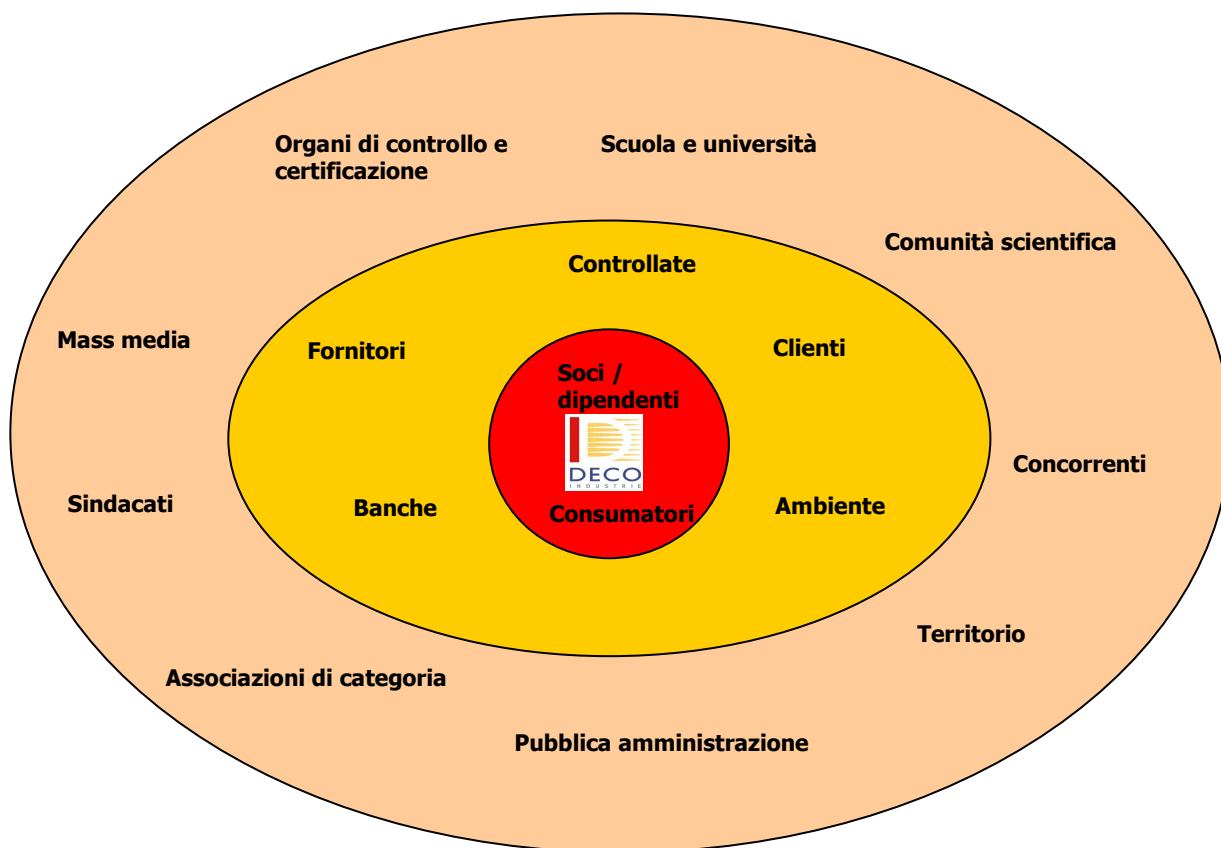 Organi di controllo e
certificazione
Scuola e università
Comunità scientifica
Controllate
Mass media
Fornitori
Clienti
Soci /
dipendenti
DECO
INDUSTRIE
Concorrenti
Sindacati
Banche
Consumatori
Ambiente
Territorio
Associazioni di categoria
Pubblica amministrazione